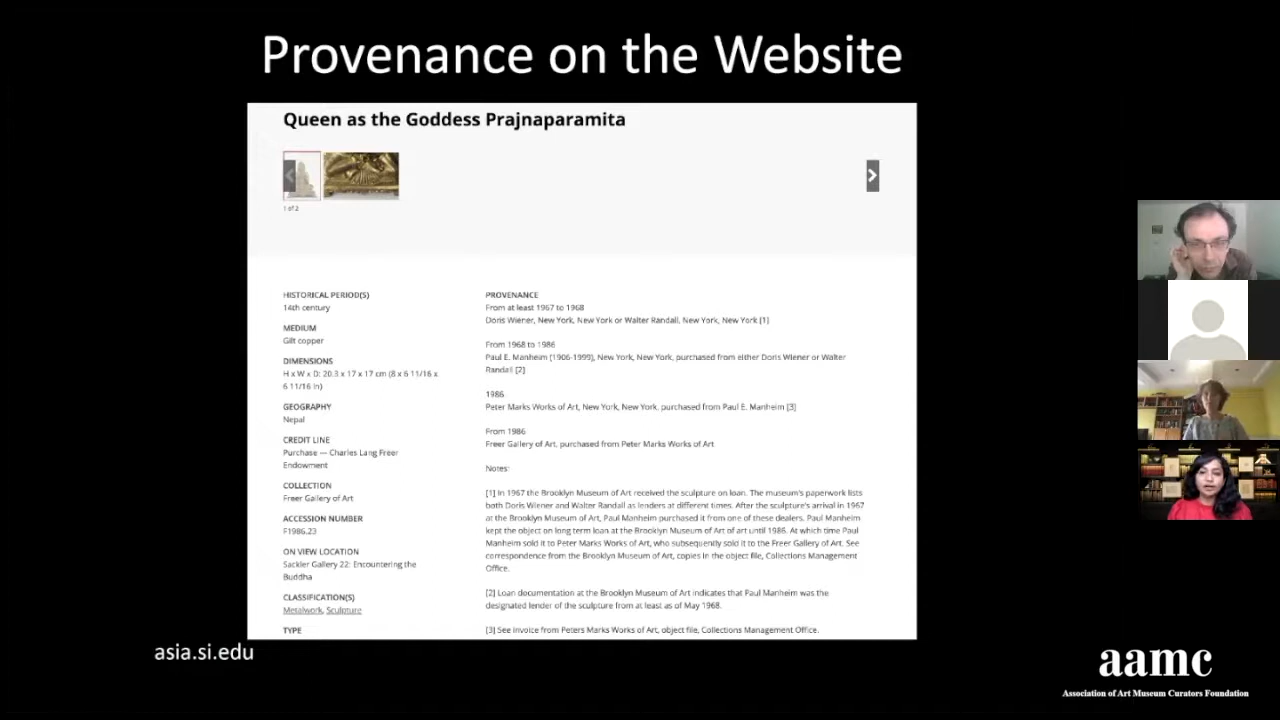 Provenance on the Website
Queen as the Goddess Prajnaparamita
1 of 2
HISTORICAL PERIOD(S)
14th century
MEDIUM
Gilt copper
DIMENSIONS
H x W x D: 20.3 x 17 x 17 cm (8 x 6 11/16 x
6 11/16 in)
GEOGRAPHY
Nepal
CREDIT LINE
Purchase — Charles Lang Freer
Endowment
COLLECTION
Freer Gallery of Art
ACCESSION NUMBER
F1986.23
ON VIEW LOCATION
Sackler Gallery 22: Encountering the
Buddha
CLASSIFICATION(S)
Metalwork, Sculpture
TYPE
PROVENANCE
From at least 1967 to 1968
Doris Wiener, New York, New York or Walter Randall, New York, New York [1]
From 1968 to 1986
Paul E. Manheim (1906-1999), New York, New York, purchased from either Doris Wiener or Walter
Randall [2]
1986
Peter Marks Works of Art, New York, New York, purchased from Paul E. Manheim [3]
From 1986
Freer Gallery of Art, purchased from Peter Marks Works of Art
Notes:
[1] In 1967 the Brooklyn Museum of Art received the sculpture on loan. The museum's paperwork lists
both Doris Wiener and Walter Randall as lenders at different times. After the sculpture's arrival in 1967
at the Brooklyn Museum of Art, Paul Manheim purchased it from one of these dealers. Paul Manheim
kept the object on long term loan at the Brooklyn Museum of Art of art until 1986. At which time Paul
Manheim sold it to Peter Marks Works of Art, who subsequently sold it to the Freer Gallery of Art. See
correspondence from the Brooklyn Museum of Art, copies in the object file, Collections Management
Office.
[2] Loan documentation at the Brooklyn Museum of Art indicates that Paul Manheim was the
designated lender of the sculpture from at least as of May 1968.
[3] See invoice from Peters Marks Works of Art, object file, Collections Management Office.
asia.si.edu
aamc
Association of Art Museum Curators Foundation